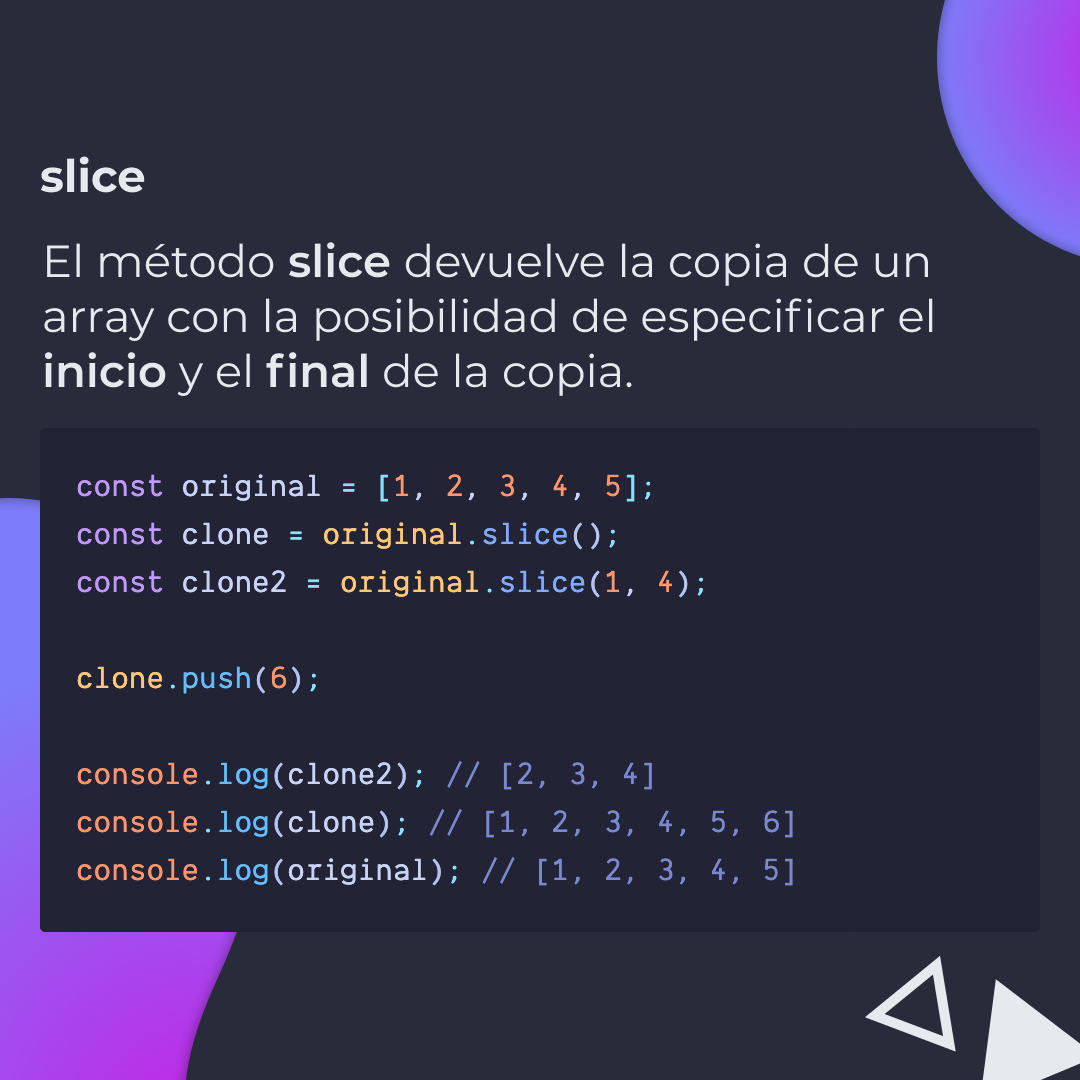 slice
El método slice devuelve la copia de un
array con la posibilidad de especificar el
inicio y el final de la copia.
const original = [1, 2, 3, 4, 5];
const clone = original.slice();
const clone2 = original.slice(1, 4);
clone.push(6);
console.log(clone2); // [2, 3, 4]
console.log(clone); // [1, 2, 3, 4, 5, 6]
console.log(original); // [1, 2, 3, 4, 5]